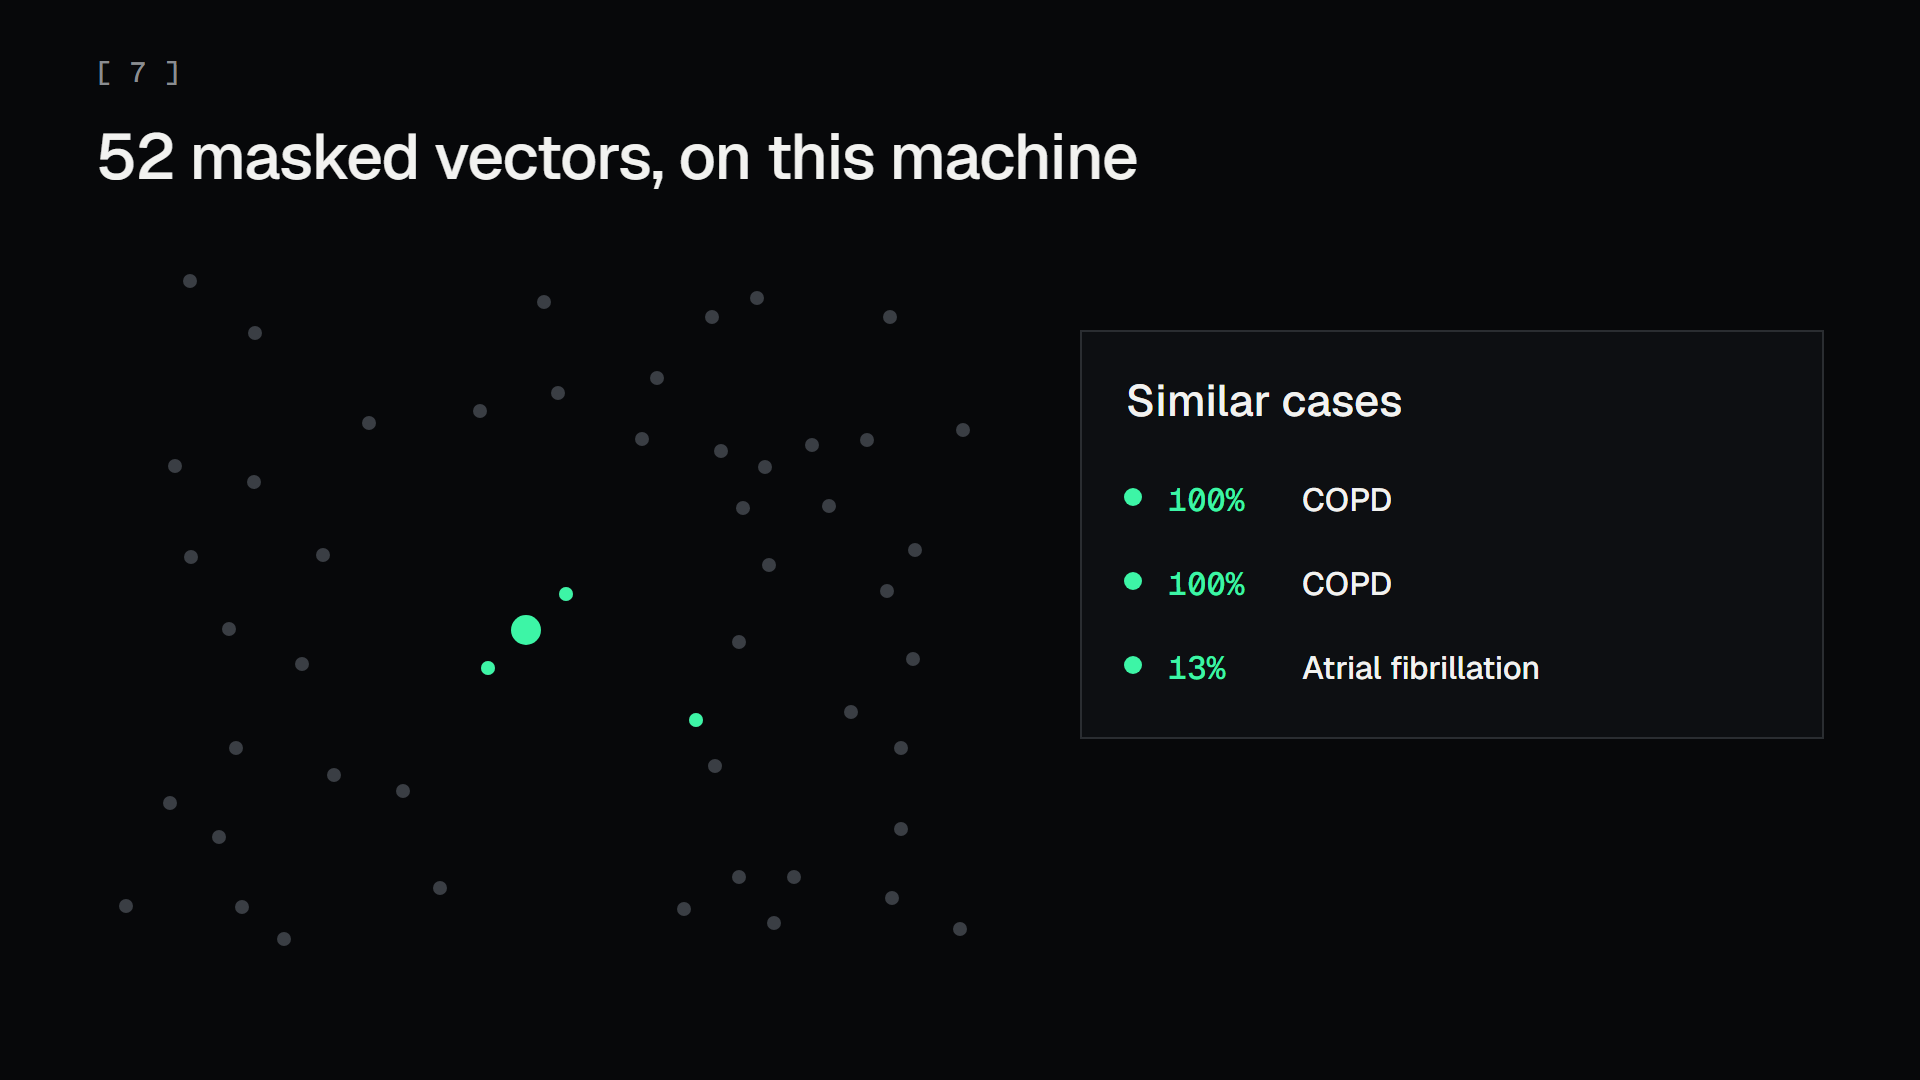 [ 7 ]
52 masked vectors, on this machine
Similar cases
100% COPD
100% COPD
13% Atrial fibrillation